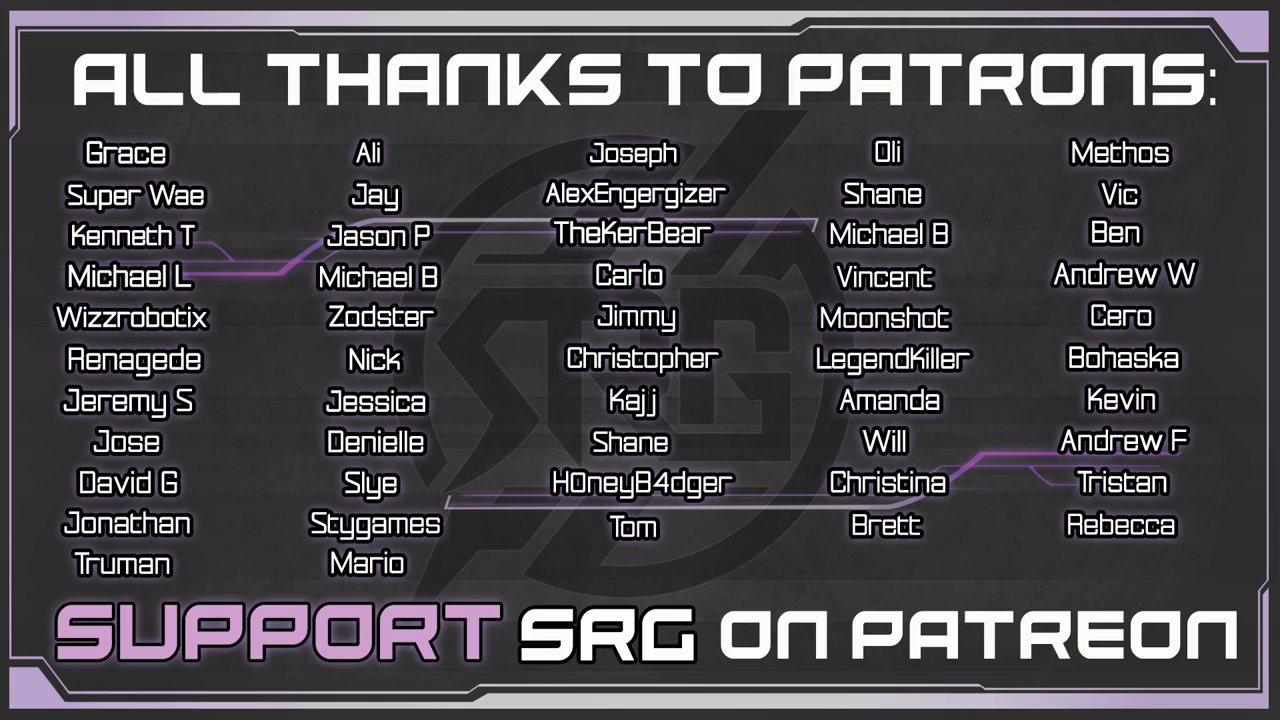 ALL THANKS TO PATRONS:
Grace Ali Joseph Oli Methos
Super Wae Jay AlexEngergizer Shane Vic
Kenneth T Jason P TheKerBear Michael B Ben
Michael L Michael B Carlo Vincent Andrew W
Wizzrobotix Zodster Jimmy Moonshot Cero
Renagede Nick Christopher LegendKiller Bohaska
Jeremy S Jessica Kajj Amanda Kevin
Jose Denielle Shane Will Andrew F
David G Slye H0neyB4dger Christina Tristan
Jonathan Stygames Tom Brett Rebecca
Truman Mario
SUPPORT SRG ON PATREON